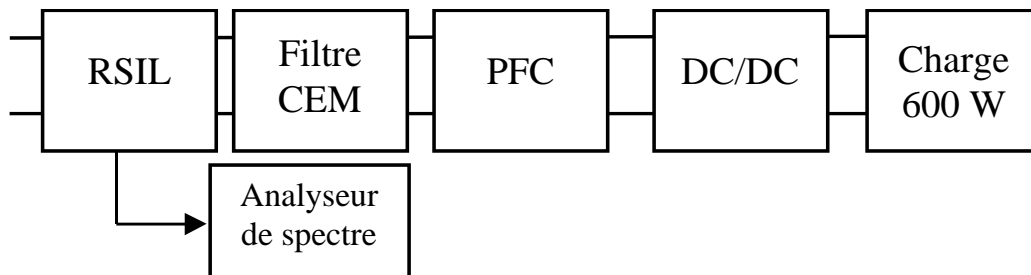 RSIL
Filtre
CEM
PFC
DC/DC
Charge
600 W
Analyseur
de spectre